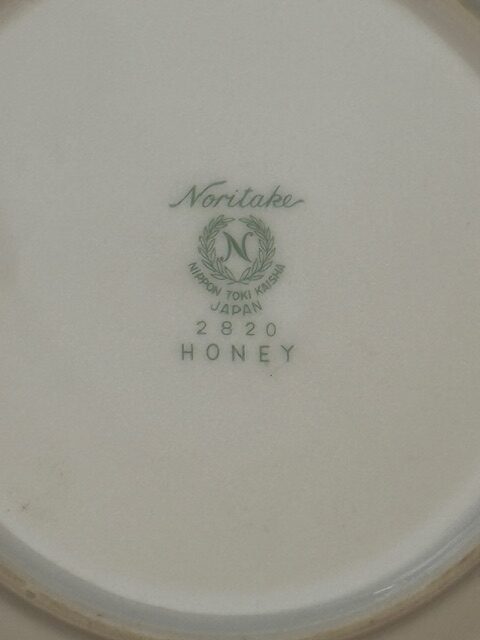 Noritake
N
NIPPON TOKI KAISHA
JAPAN
2820
HONEY